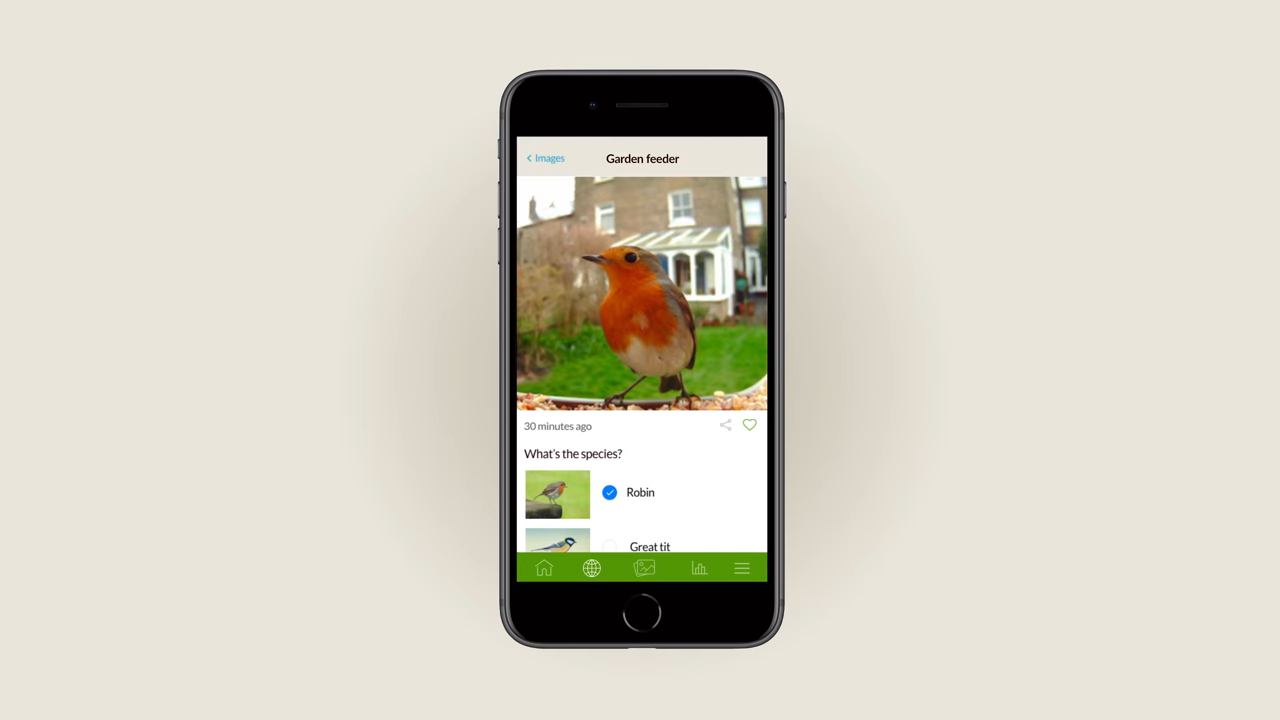 Images
Garden feeder
30 minutes ago
What's the species?
Robin
Great tit